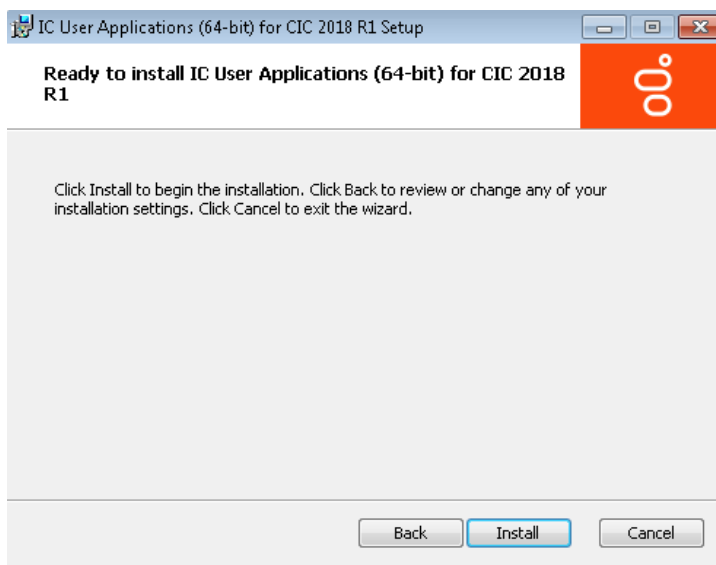 IC User Applications (64-bit) for CIC 2018 R1 Setup
Ready to install IC User Applications (64-bit) for CIC 2018
R1
Click Install to begin the installation. Click Back to review or change any of your
installation settings. Click Cancel to exit the wizard.
Back
Install
Cancel